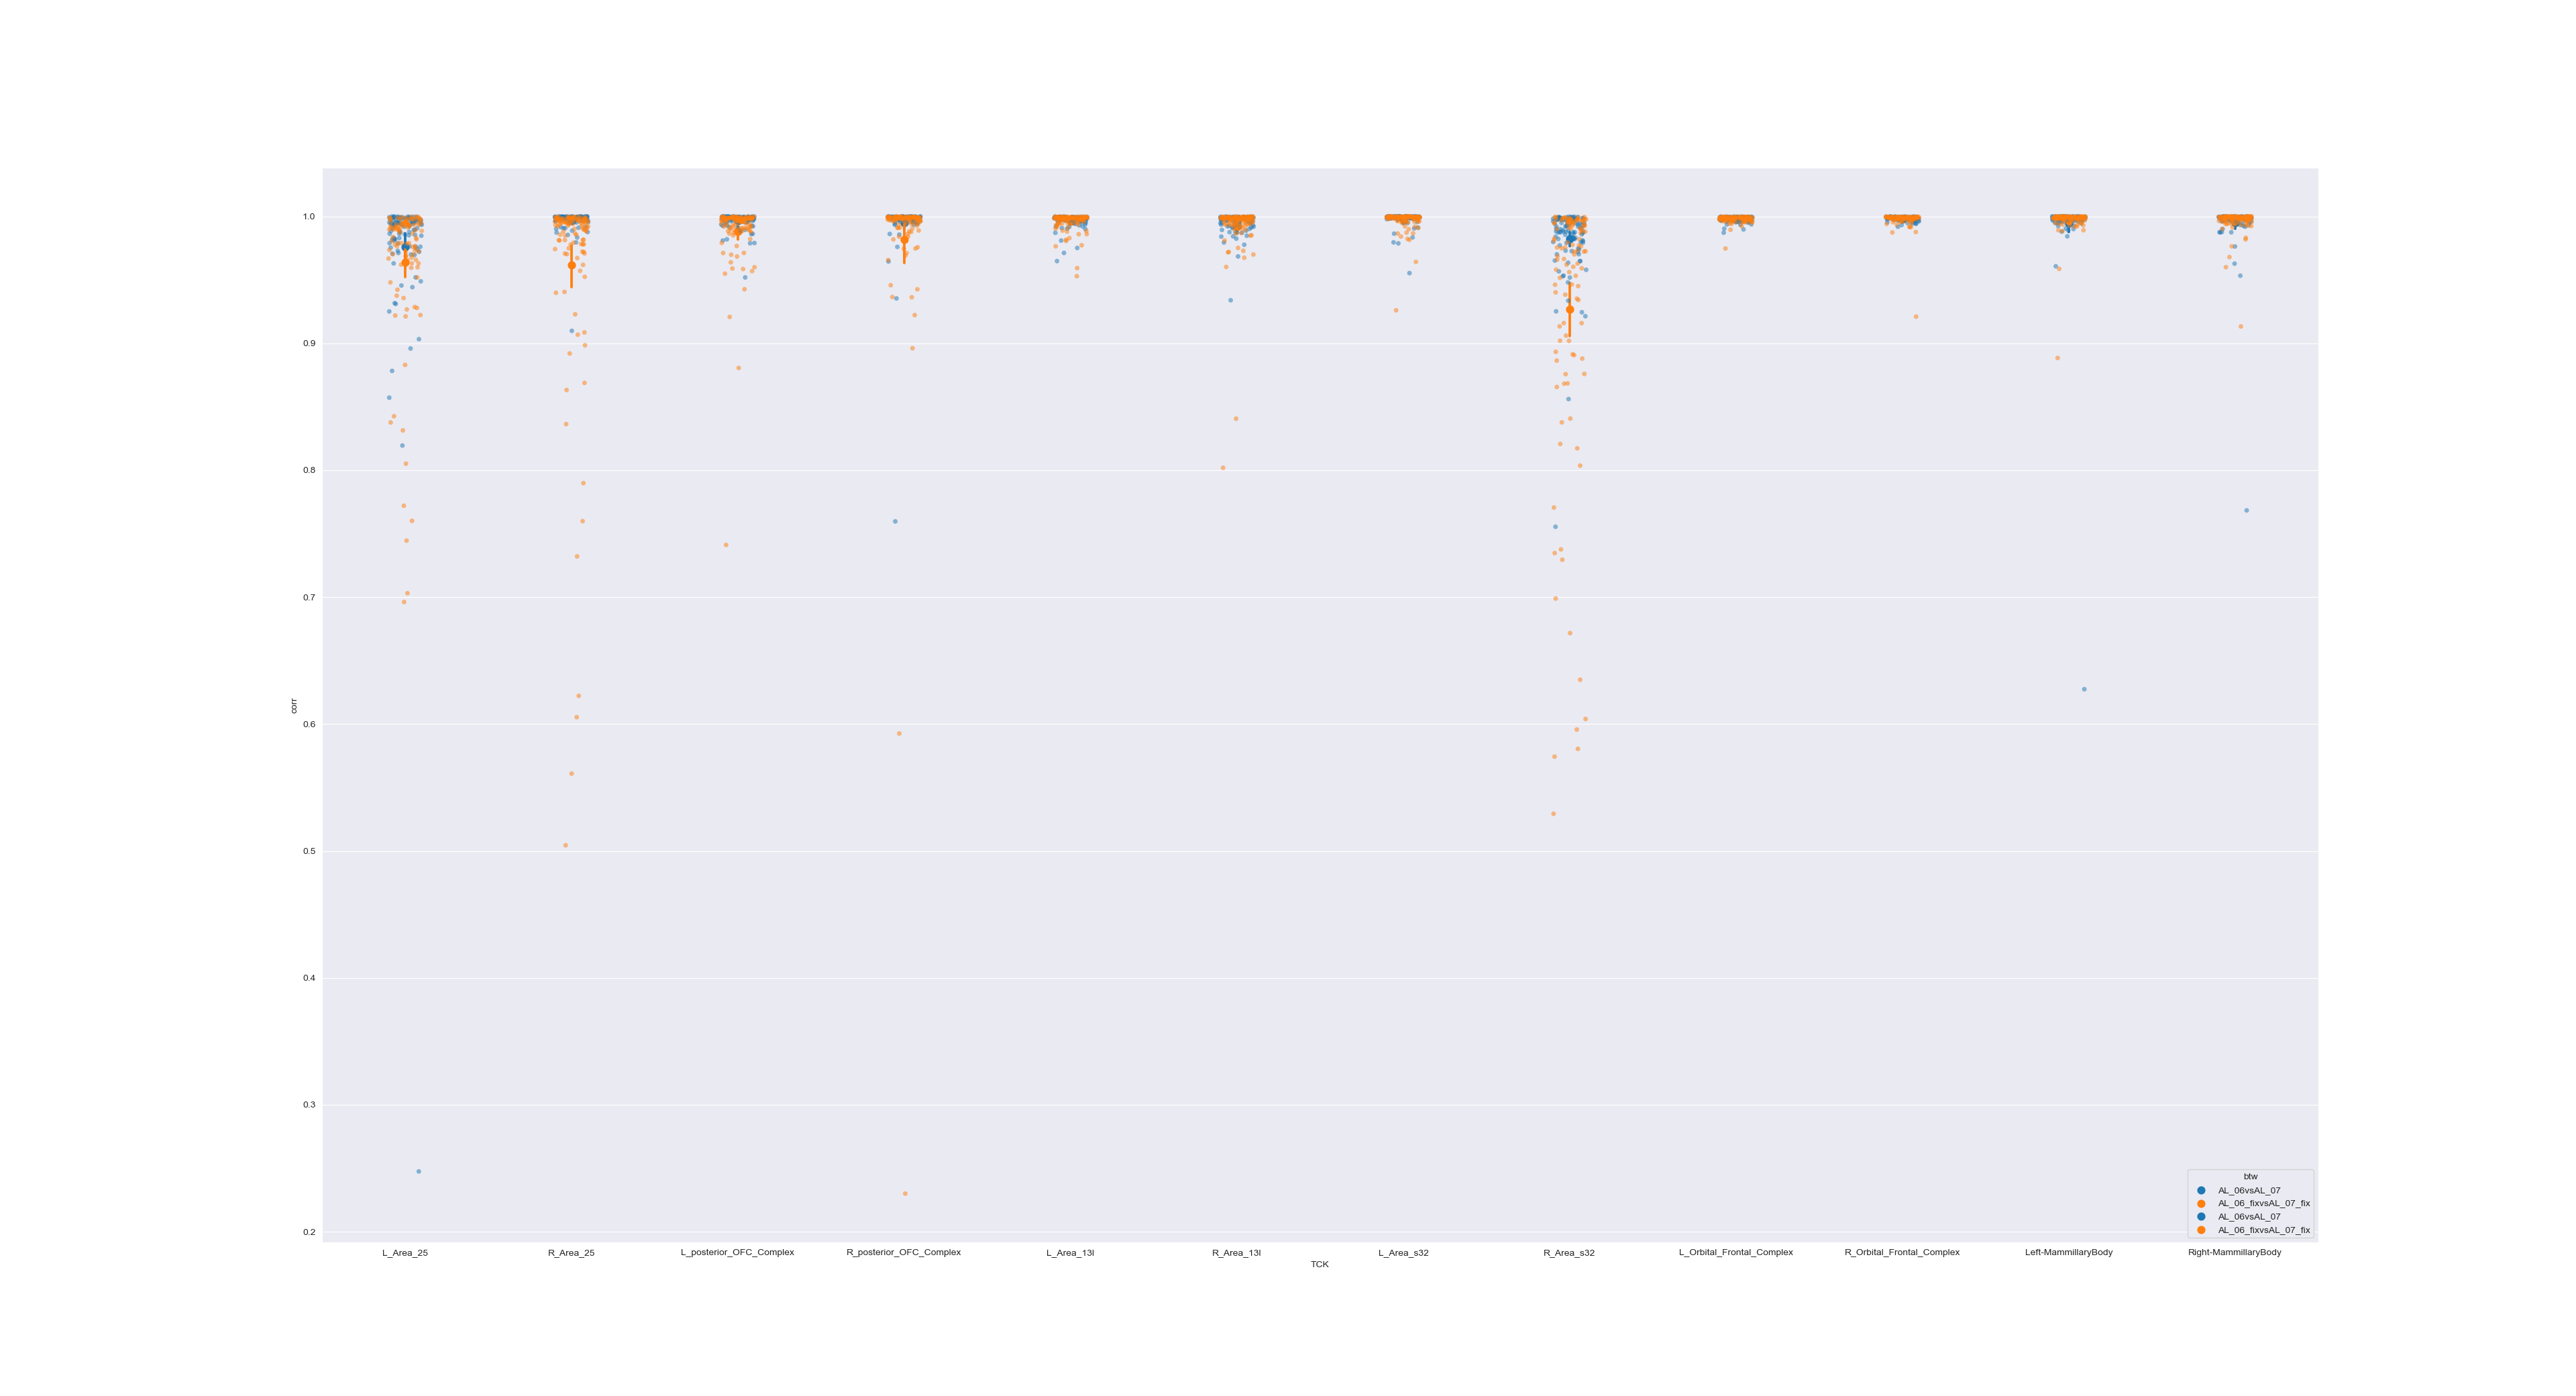 1.0
0.9
0.8
0.7
0.6
0.5
0.4
0.3
0.2
corr
L_Area_25 R_Area_25 L_posterior_OFC_Complex R_posterior_OFC_Complex L_Area_13l R_Area_13l L_Area_s32 R_Area_s32 L_Orbital_Frontal_Complex R_Orbital_Frontal_Complex Left-MammillaryBody Right-MammillaryBody
TCK
btw
AL_06vsAL_07
AL_06_fixvsAL_07_fix
AL_06vsAL_07
AL_06_fixvsAL_07_fix